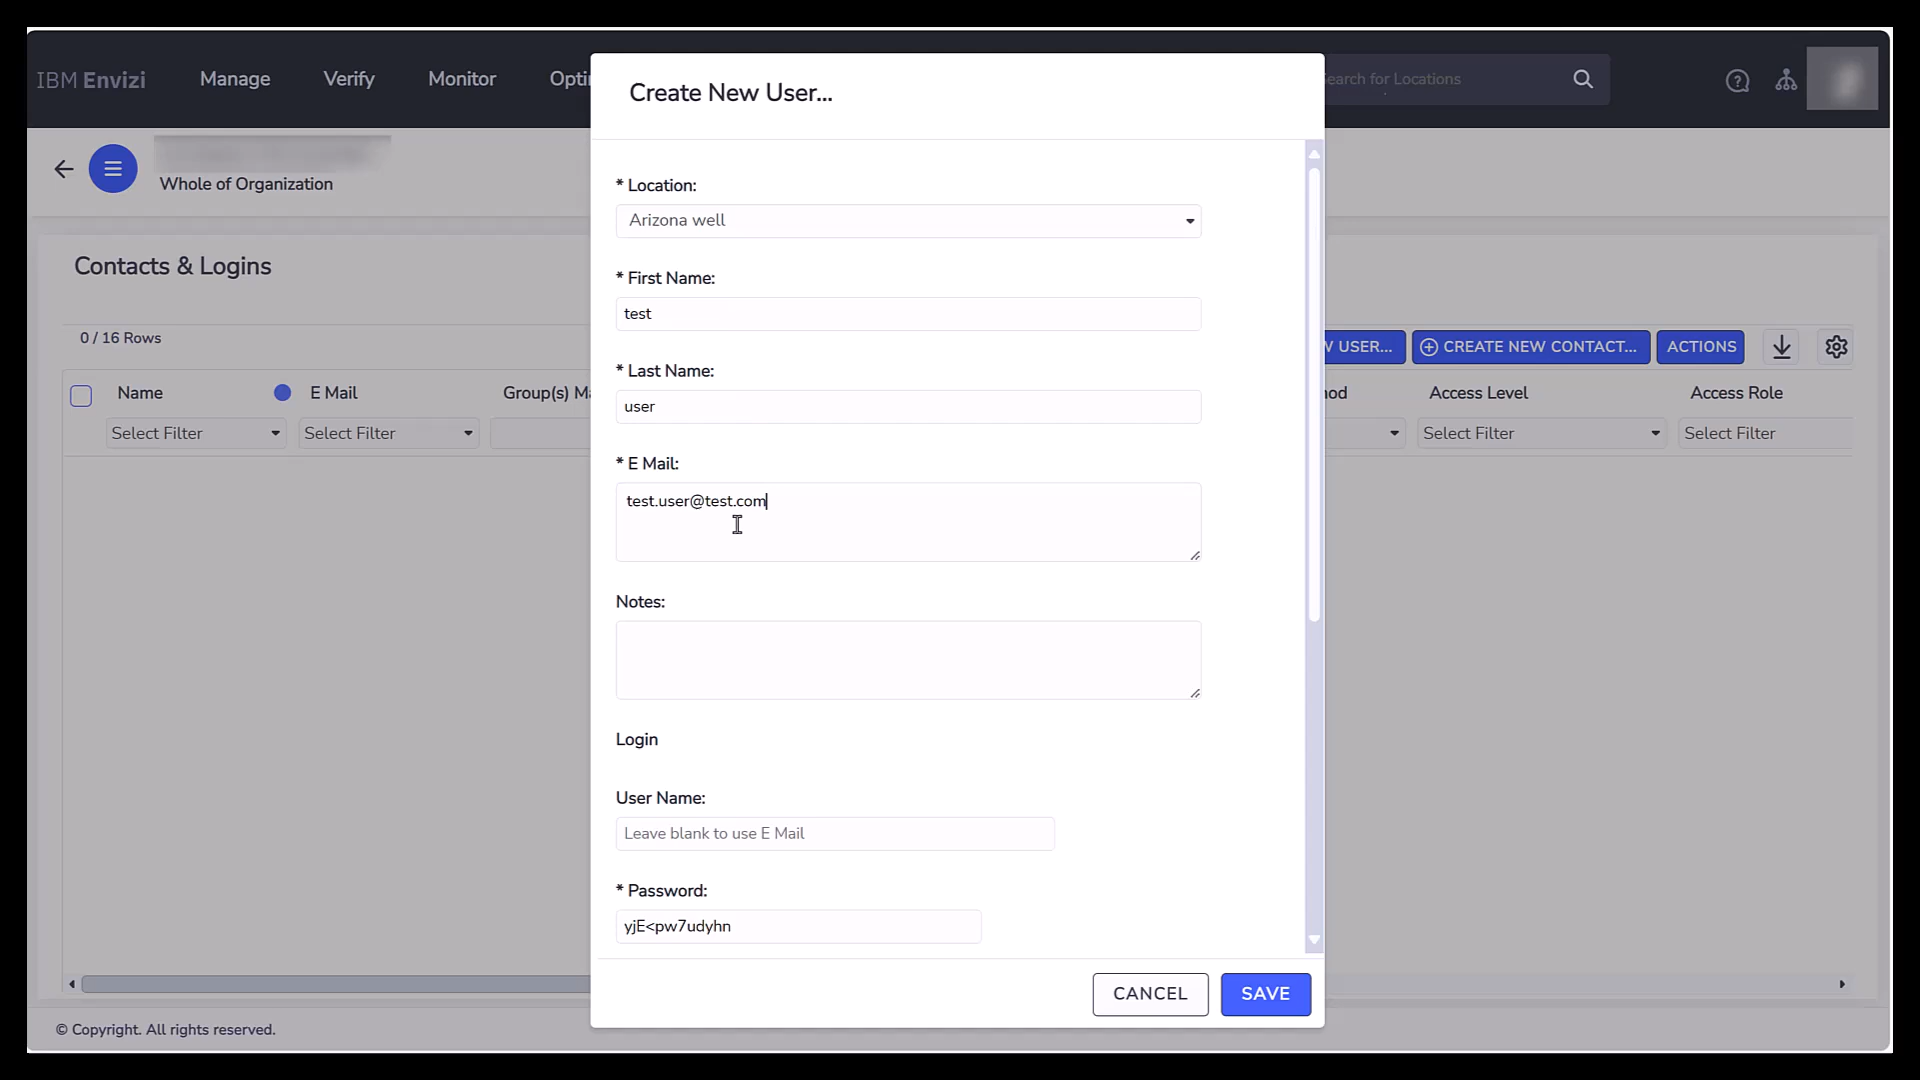 IBM Envizi
Manage
Verify
Monitor
Opti
Search for Locations
Create New User...
Whole of Organization
Contacts & Logins
0 / 16 Rows
W USER...
CREATE NEW CONTACT...
ACTIONS
Name
E Mail
Group(s) Ma
hod
Access Level
Access Role
Select Filter
Select Filter
Select Filter
Select Filter
* Location:
Arizona well
* First Name:
test
* Last Name:
user
* E Mail:
test.user@test.com
Notes:
Login
User Name:
Leave blank to use E Mail
* Password:
yjE<pw7udyhn
CANCEL
SAVE
© Copyright. All rights reserved.